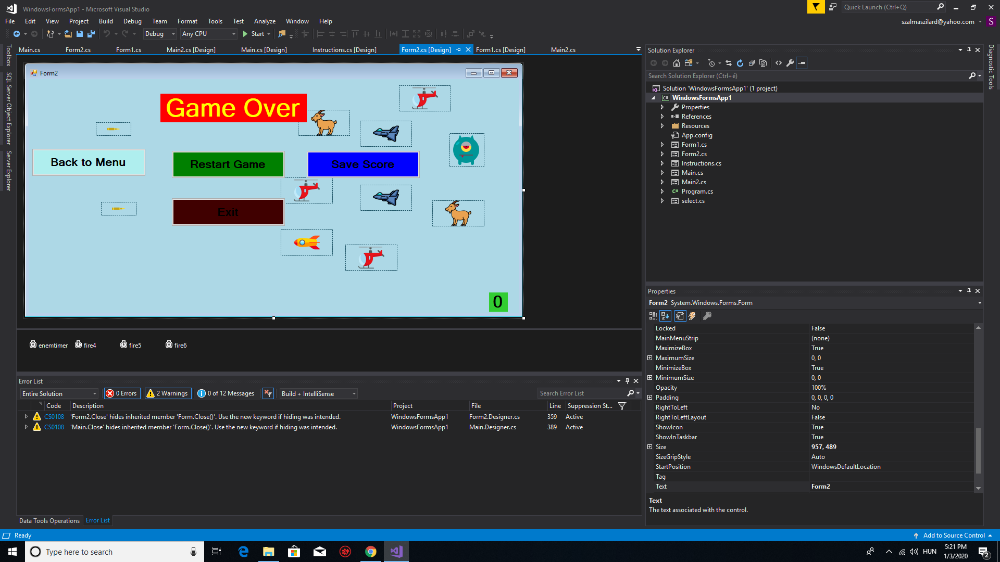 WindowsFormsApp1 - Microsoft Visual Studio
Quick Launch (Ctrl+Q)
File Edit View Project Build Debug Team Format Tools Test Analyze Window Help
szalmaszilard@yahoo.com S
Debug Any CPU Start
Main.cs Form2.cs Form1.cs Main2.cs [Design] Main.cs [Design] Instructions.cs [Design] Form2.cs [Design] Form1.cs [Design] Main2.cs
Toolbox
SQL Server Object Explorer
Server Explorer
Form2
Game Over
Back to Menu
Restart Game
Save Score
Exit
0
enemtimer fire4 fire5 fire6
Error List
Entire Solution 0 Errors 2 Warnings 0 of 12 Messages Build + IntelliSense Search Error List
Code Description Project File Line Suppression St...
CS0108 'Form2.Close' hides inherited member 'Form.Close()'. Use the new keyword if hiding was intended. WindowsFormsApp1 Form2.Designer.cs 359 Active
CS0108 'Main.Close' hides inherited member 'Form.Close()'. Use the new keyword if hiding was intended. WindowsFormsApp1 Main.Designer.cs 389 Active
Data Tools Operations Error List
Solution Explorer
Search Solution Explorer (Ctrl+é)
Solution 'WindowsFormsApp1' (1 project)
C# WindowsFormsApp1
Properties
References
Resources
App.config
Form1.cs
Form2.cs
Instructions.cs
Main.cs
Main2.cs
C# Program.cs
select.cs
Diagnostic Tools
Properties
Form2 System.Windows.Forms.Form
Locked False
MainMenuStrip (none)
MaximizeBox True
MaximumSize 0, 0
MinimizeBox True
MinimumSize 0, 0
Opacity 100%
Padding 0, 0, 0, 0
RightToLeft No
RightToLeftLayout False
ShowIcon True
ShowInTaskbar True
Size 957, 489
SizeGripStyle Auto
StartPosition WindowsDefaultLocation
Tag
Text Form2
Text
The text associated with the control.
Ready
Add to Source Control
Type here to search
HUN
5:21 PM
1/3/2020
2